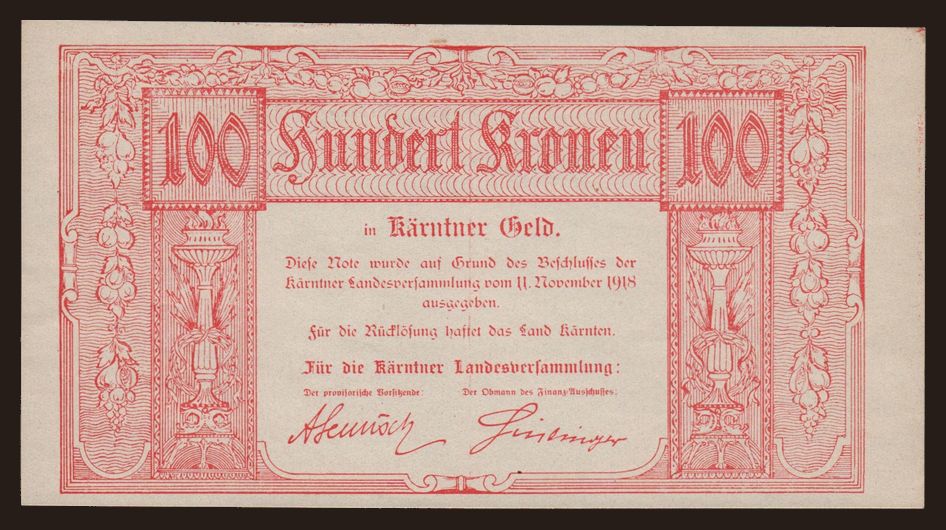 100 Hundert Kronen 100
in Kärntner Geld.
Diese Note wurde auf Grund des Beschlusses der
Kärntner Landesversammlung vom 11. November 1918
ausgegeben.
Für die Rücklösung haftet das Land Kärnten.
Für die Kärntner Landesversammlung:
Der provisorische Vorsitzende: Der Obmann des Finanz-Ausschusses: